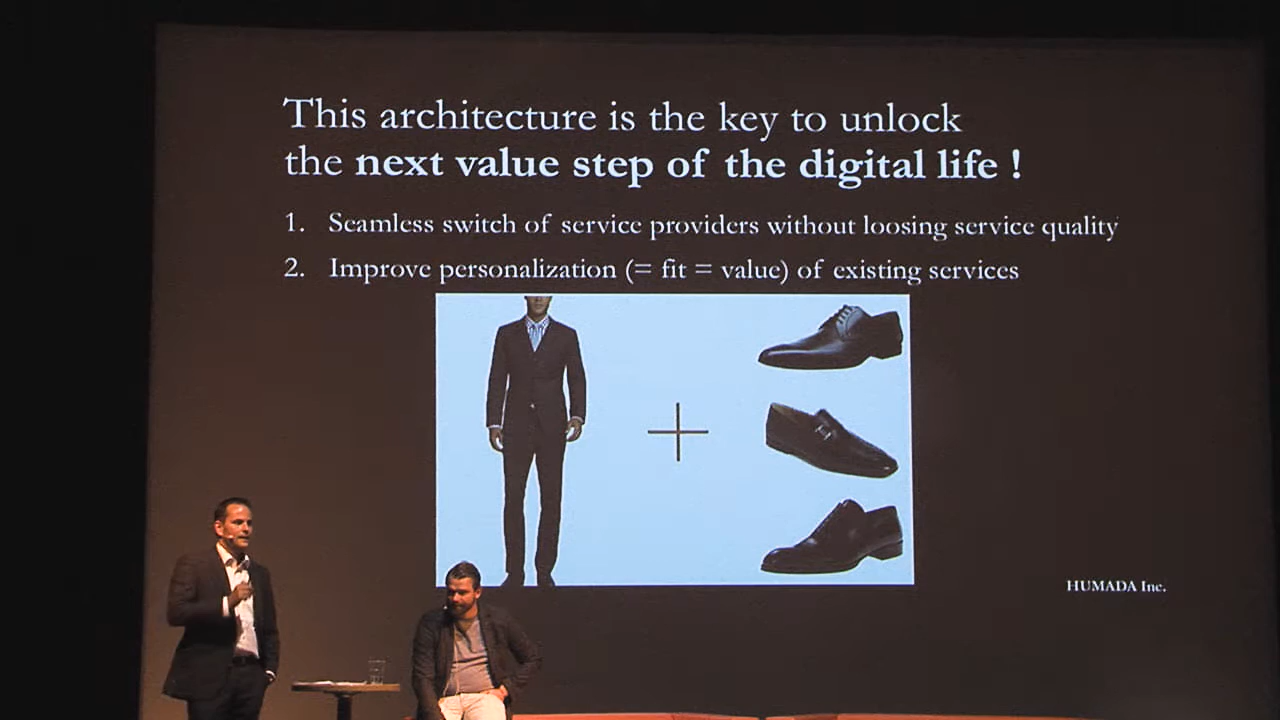 This architecture is the key to unlock
the next value step of the digital life !
1. Seamless switch of service providers without loosing service quality
2. Improve personalization (= fit = value) of existing services
HUMADA Inc.